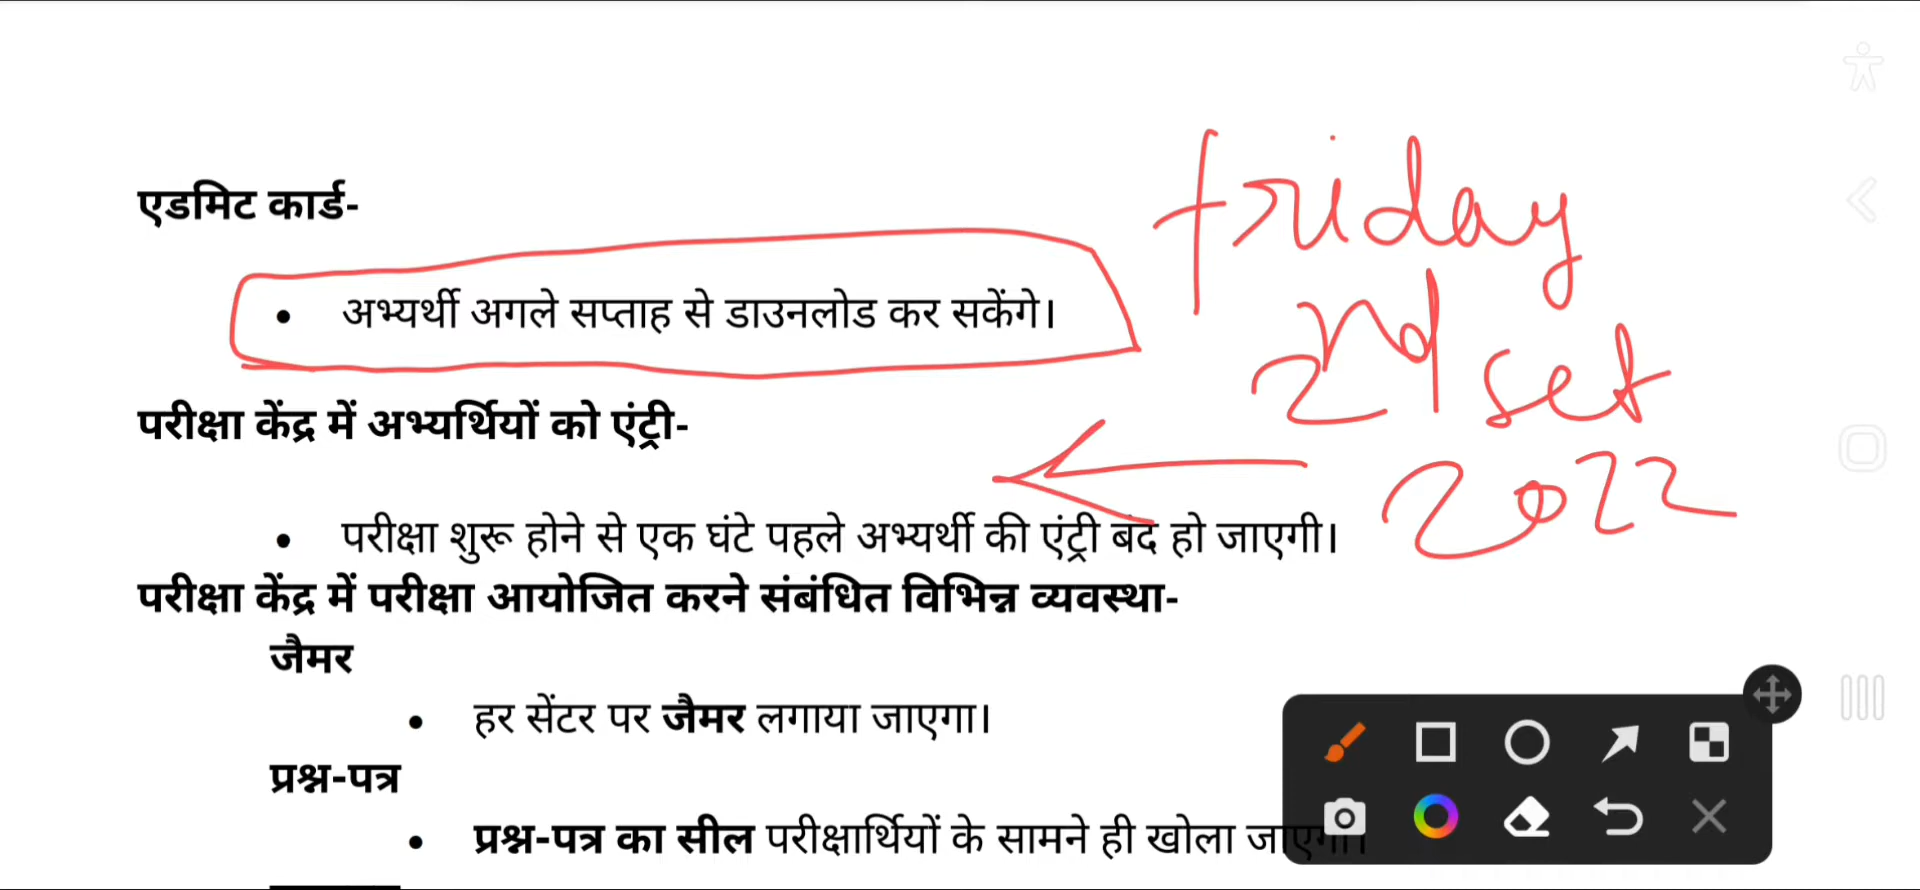 एडमिट कार्ड-
friday
• अभ्यर्थी अगले सप्ताह से डाउनलोड कर सकेंगे।
2nd set
परीक्षा केंद्र में अभ्यर्थियों को एंट्री-
2022
• परीक्षा शुरू होने से एक घंटे पहले अभ्यर्थी की एंट्री बंद हो जाएगी।
परीक्षा केंद्र में परीक्षा आयोजित करने संबंधित विभिन्न व्यवस्था-
जैमर
• हर सेंटर पर जैमर लगाया जाएगा।
प्रश्न-पत्र
• प्रश्न-पत्र का सील परीक्षार्थियों के सामने ही खोला जाएगा।